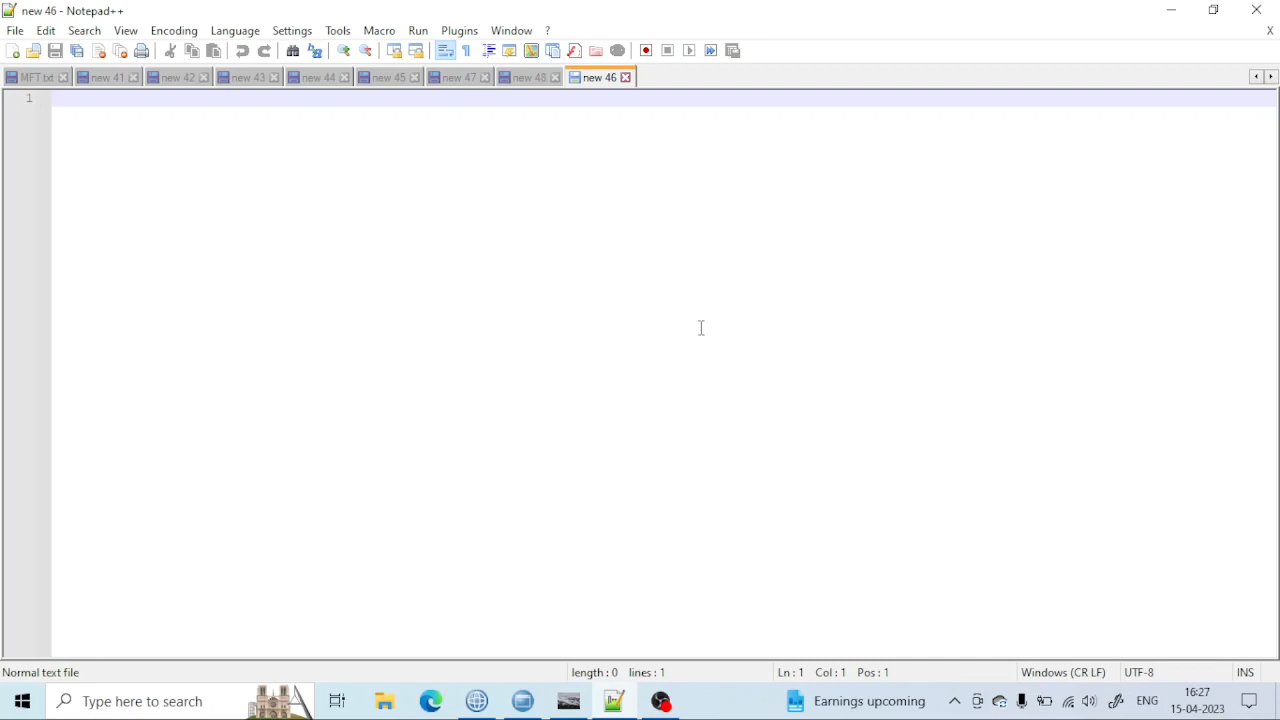 new 46 - Notepad++
File Edit Search View Encoding Language Settings Tools Macro Run Plugins Window ? X
MFT txt new 41 new 42 new 43 new 44 new 45 new 47 new 48 new 46
1
Normal text file length : 0 lines : 1 Ln : 1 Col : 1 Pos : 1 Windows (CR LF) UTF-8 INS
Type here to search Earnings upcoming ENG 16:27
15-04-2023